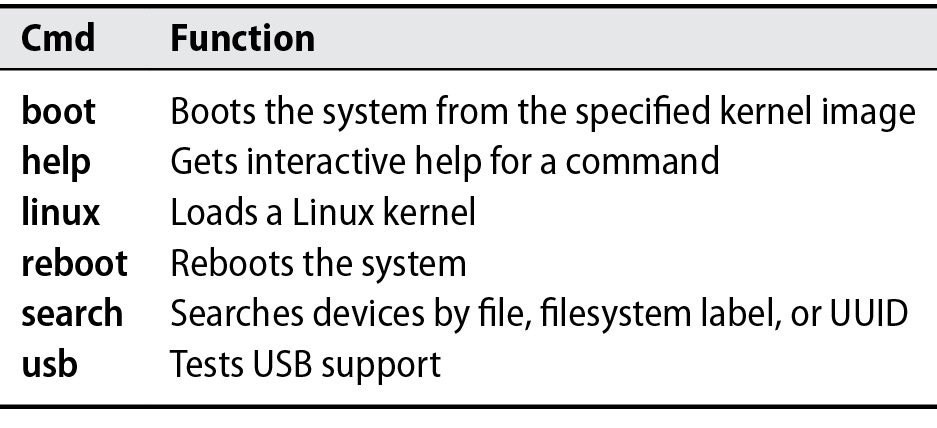 Cmd Function
boot Boots the system from the specified kernel image
help Gets interactive help for a command
linux Loads a Linux kernel
reboot Reboots the system
search Searches devices by file, filesystem label, or UUID
usb Tests USB support